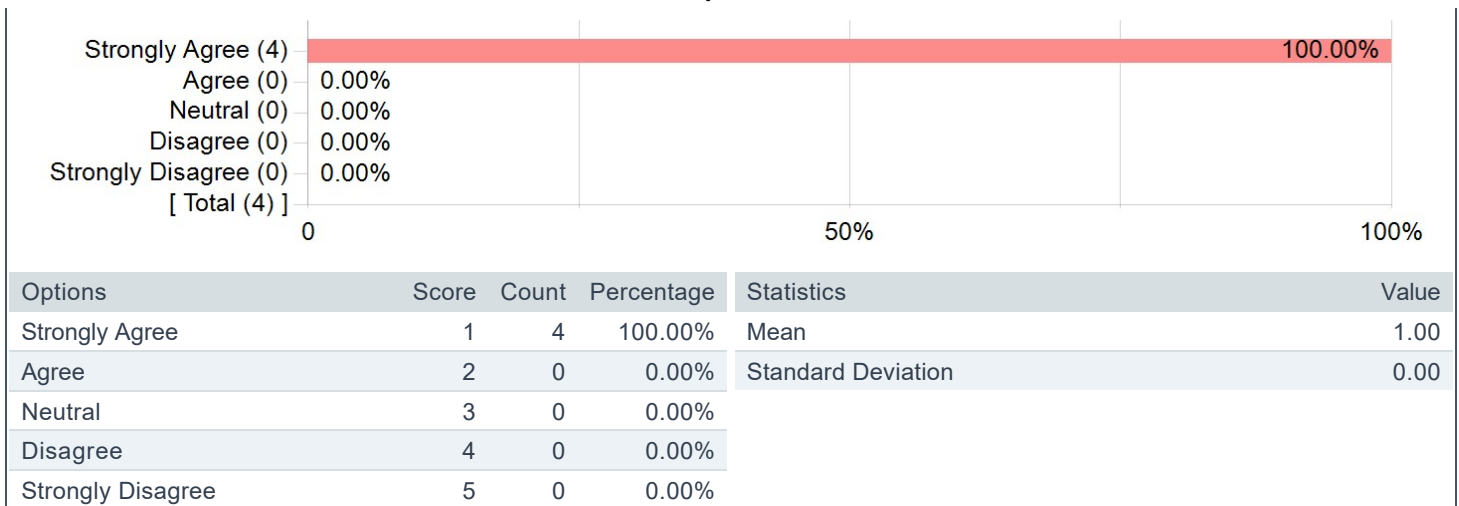 Strongly Agree (4) 100.00%
Agree (0) 0.00%
Neutral (0) 0.00%
Disagree (0) 0.00%
Strongly Disagree (0) 0.00%
[ Total (4) ]
0 50% 100%
Options Score Count Percentage
Strongly Agree 1 4 100.00%
Agree 2 0 0.00%
Neutral 3 0 0.00%
Disagree 4 0 0.00%
Strongly Disagree 5 0 0.00%
Statistics Value
Mean 1.00
Standard Deviation 0.00